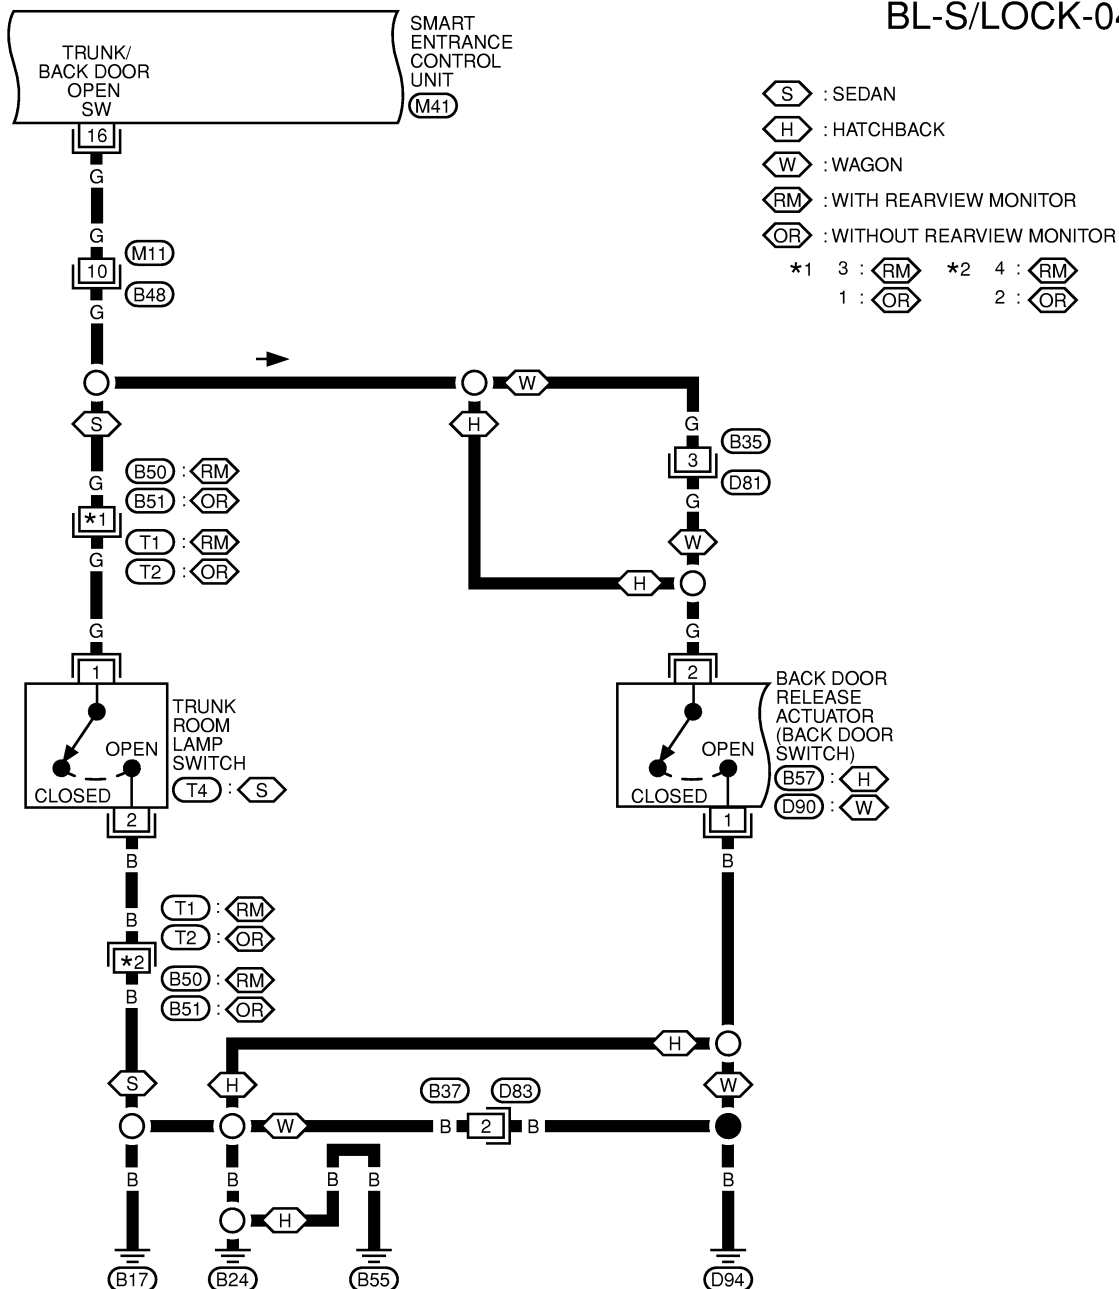 BL-S/LOCK-04
SMART
ENTRANCE
CONTROL
UNIT
M41
TRUNK/
BACK DOOR
OPEN
SW
16
G
G
10
M11
B48
G
S : SEDAN
H : HATCHBACK
W : WAGON
RM : WITH REARVIEW MONITOR
OR : WITHOUT REARVIEW MONITOR
*1 3 : RM *2 4 : RM
1 : OR 2 : OR
W
S
H
G
B35
3
D81
G
G
B50 : RM
B51 : OR
*1
T1 : RM
T2 : OR
G
W
H
G
G
1
2
TRUNK
ROOM
LAMP
SWITCH
T4 : S
OPEN
CLOSED
2
BACK DOOR
RELEASE
ACTUATOR
(BACK DOOR
SWITCH)
B57 : H
D90 : W
OPEN
CLOSED
1
B
B
B
T1 : RM
T2 : OR
*2
B50 : RM
B51 : OR
B
H
S
H
W
B37
D83
W
B
2
B
B
B
B
B
B
H
B17
B24
B55
D94